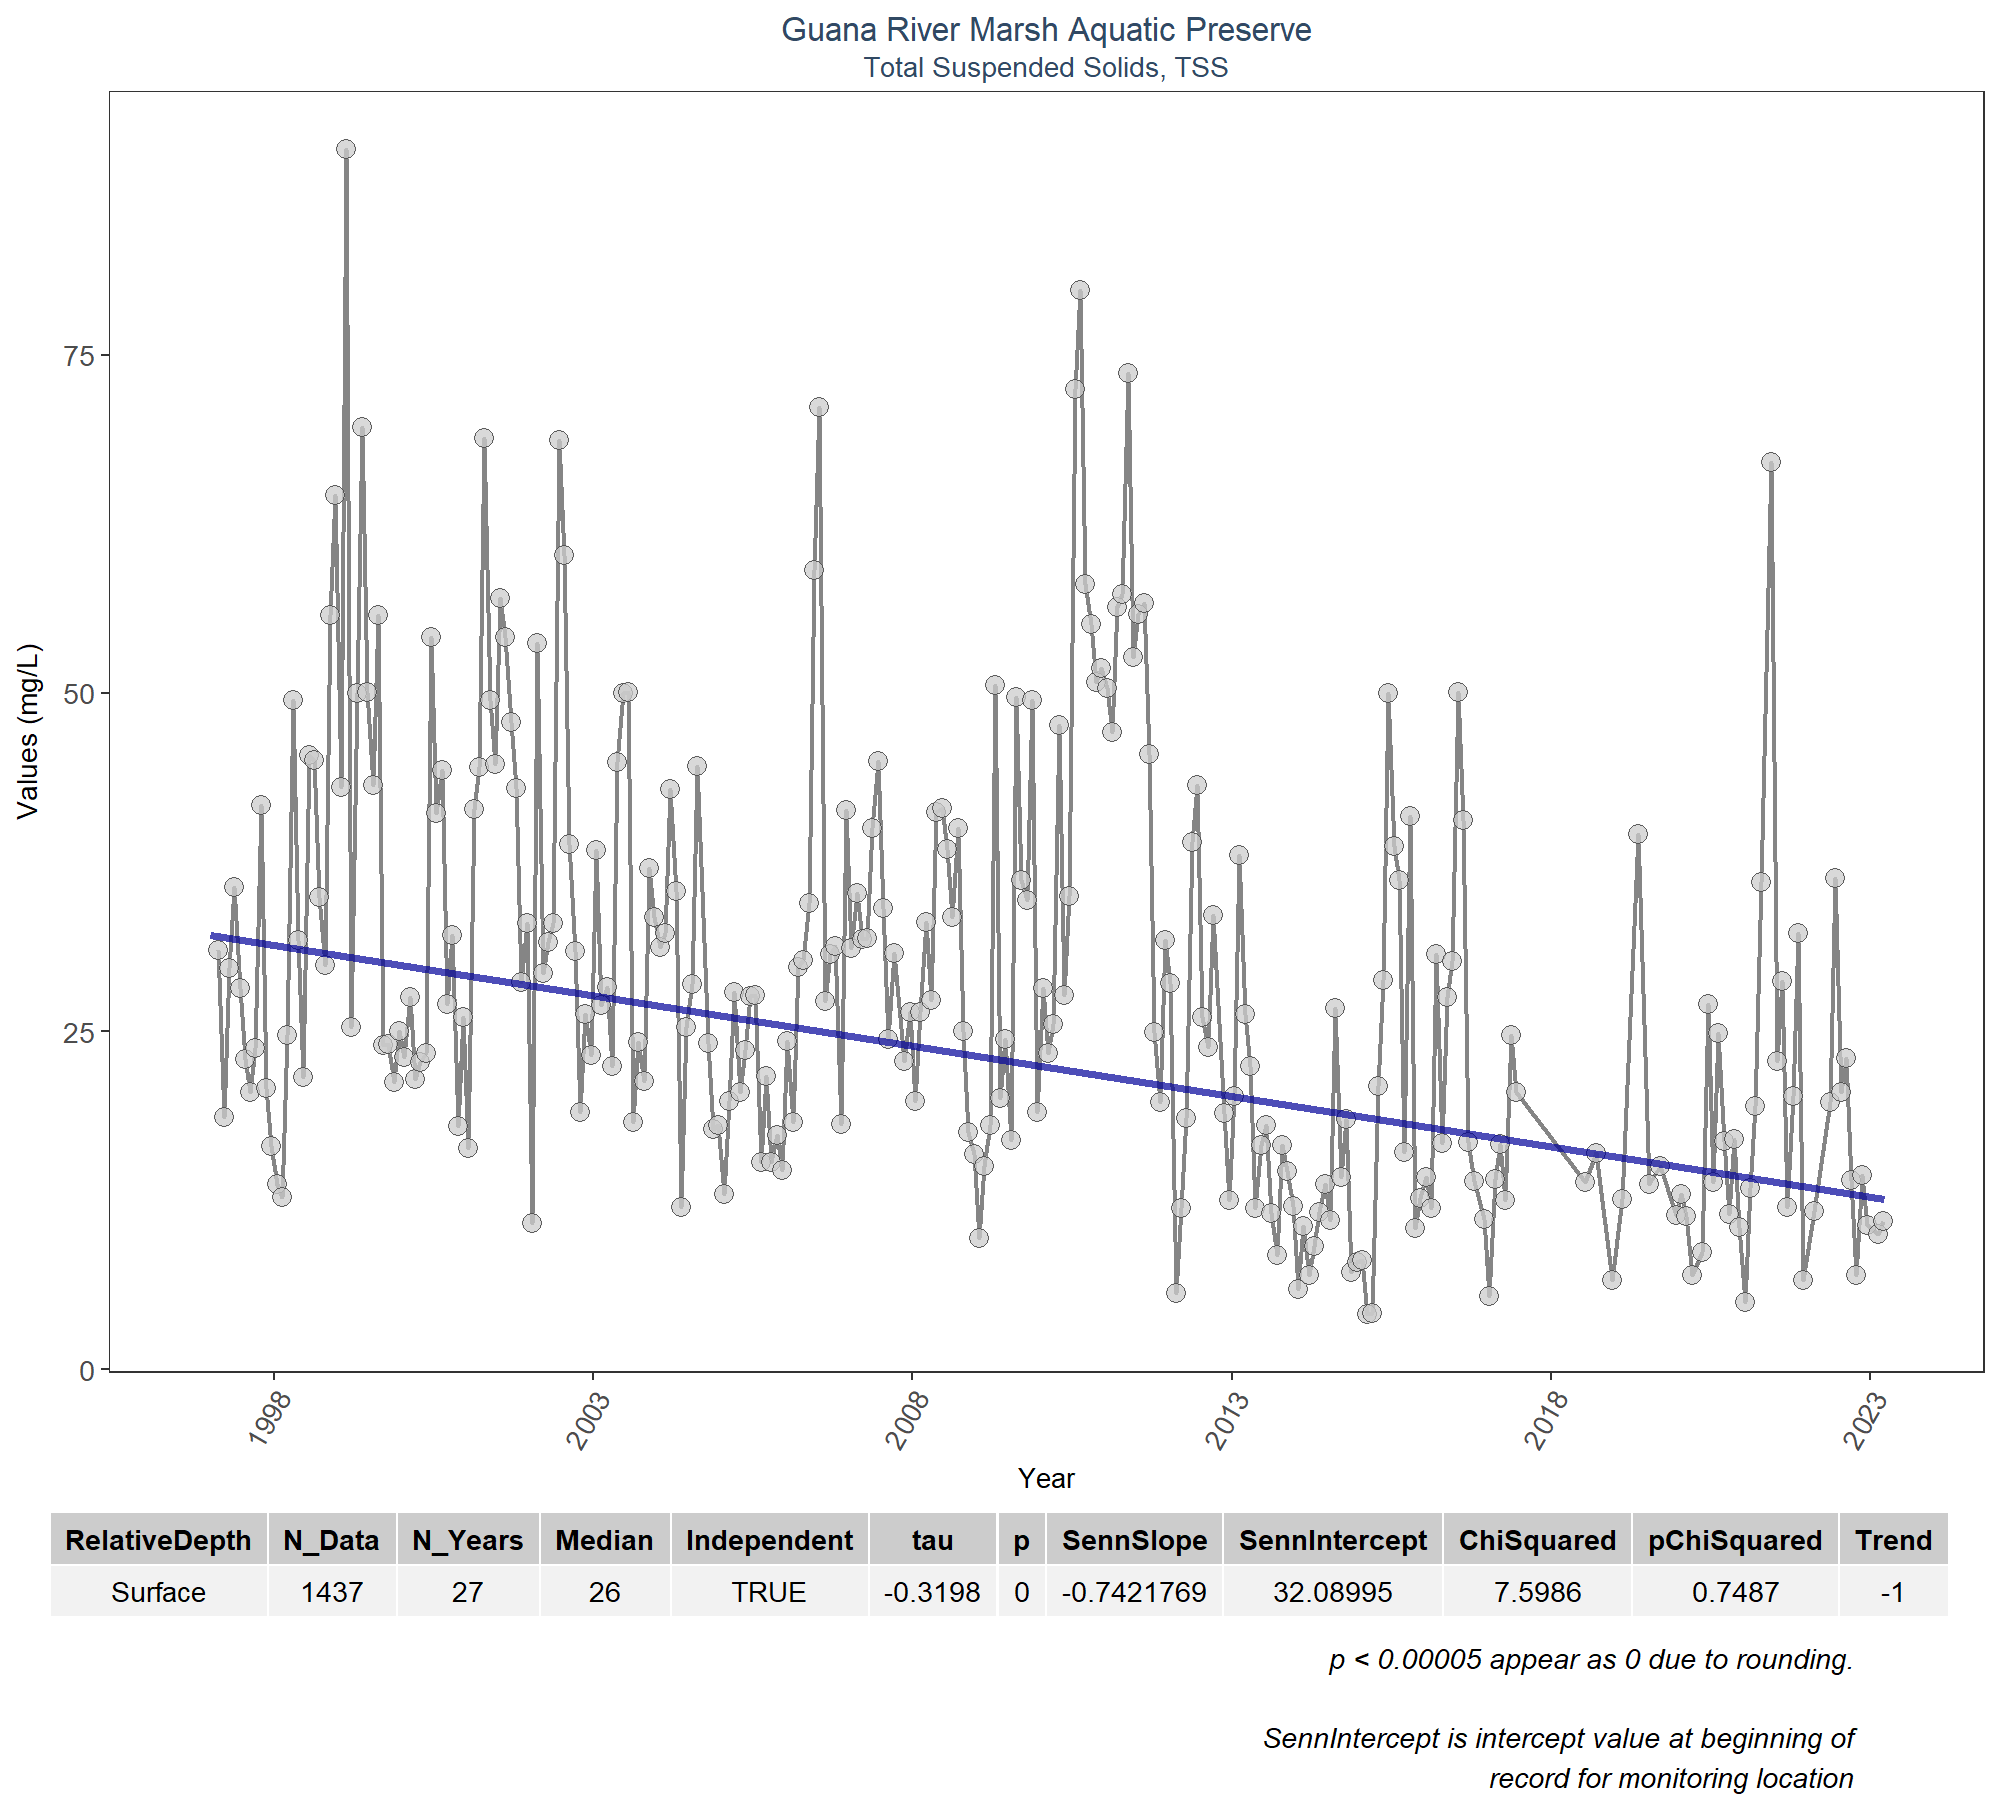 Guana River Marsh Aquatic Preserve
Total Suspended Solids, TSS
Values (mg/L)
75
50
25
0
1998 2003 2008 2013 2018 2023
Year
RelativeDepth N_Data N_Years Median Independent tau p SennSlope SennIntercept ChiSquared pChiSquared Trend
Surface 1437 27 26 TRUE -0.3198 0 -0.7421769 32.08995 7.5986 0.7487 -1
p < 0.00005 appear as 0 due to rounding.
SennIntercept is intercept value at beginning of
record for monitoring location